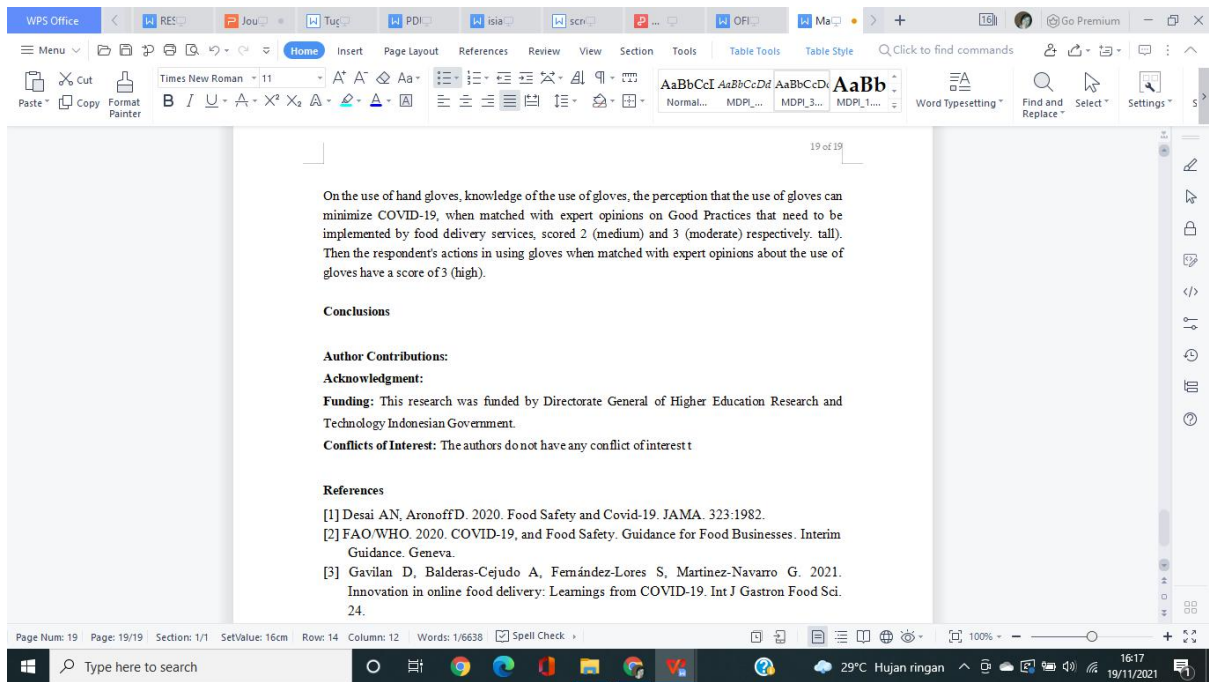 WPS Office
RES
Jou
Tug
PDI
isia
scre
...
OFI
Ma
16
Go Premium
Menu
Home Insert Page Layout References Review View Section Tools Table Tools Table Style Click to find commands
Paste
Cut
Copy
Format Painter
Times New Roman 11
AaBbCcI AaBbCcDd AaBbCcDc AaBb
Normal... MDPI_... MDPI_3... MDPI_1....
Word Typesetting
Find and Replace
Select
Settings
19 of 19
On the use of hand gloves, knowledge of the use of gloves, the perception that the use of gloves can
minimize COVID-19, when matched with expert opinions on Good Practices that need to be
implemented by food delivery services, scored 2 (medium) and 3 (moderate) respectively. tall).
Then the respondent's actions in using gloves when matched with expert opinions about the use of
gloves have a score of 3 (high).
Conclusions
Author Contributions:
Acknowledgment:
Funding: This research was funded by Directorate General of Higher Education Research and
Technology Indonesian Government.
Conflicts of Interest: The authors do not have any conflict of interest t
References
[1] Desai AN, Aronoff D. 2020. Food Safety and Covid-19. JAMA. 323:1982.
[2] FAO/WHO. 2020. COVID-19, and Food Safety. Guidance for Food Businesses. Interim
Guidance. Geneva.
[3] Gavilan D, Balderas-Cejudo A, Fernández-Lores S, Martinez-Navarro G. 2021.
Innovation in online food delivery: Learnings from COVID-19. Int J Gastron Food Sci.
24.
Page Num: 19 Page: 19/19 Section: 1/1 SetValue: 16cm Row: 14 Column: 12 Words: 1/6638 Spell Check 100%
Type here to search
29°C Hujan ringan
16:17
19/11/2021